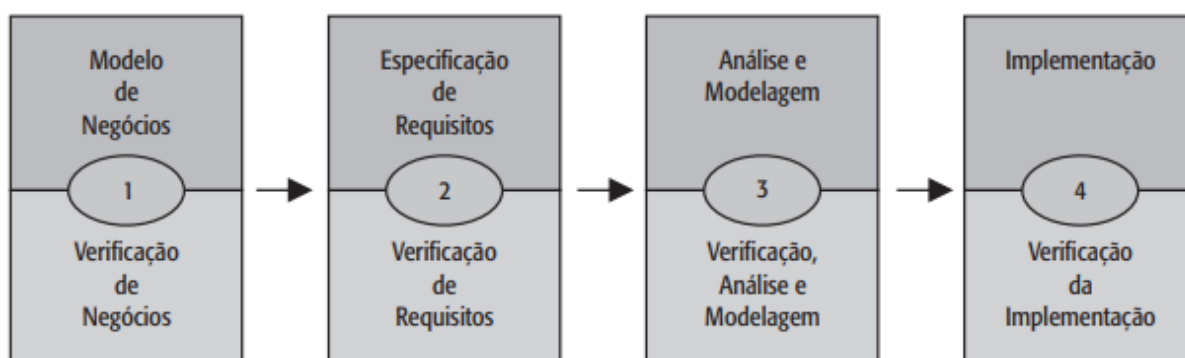 Modelo
de
Negócios
1
Verificação
de
Negócios
Especificação
de
Requisitos
2
Verificação
de
Requisitos
Análise e
Modelagem
3
Verificação,
Análise e
Modelagem
Implementação
4
Verificação
da
Implementação